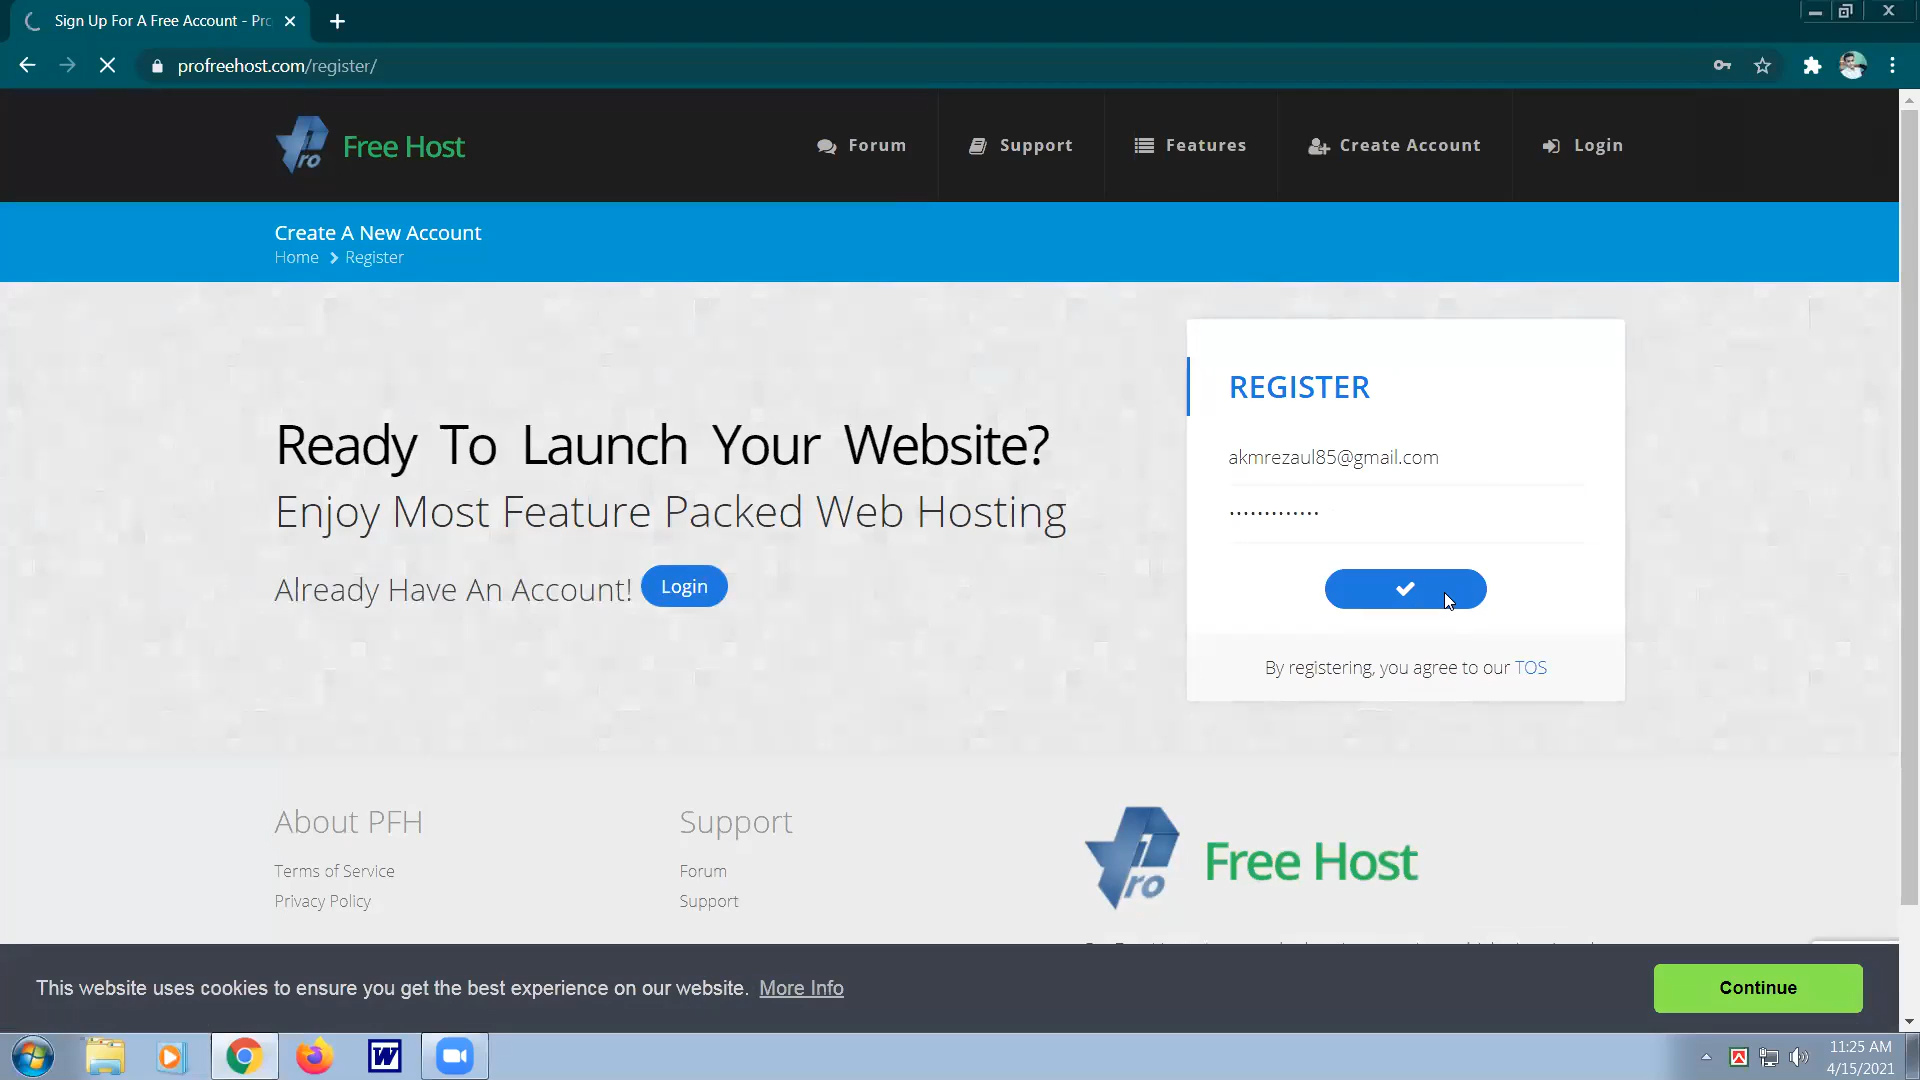 Sign Up For A Free Account - Pro
profreehost.com/register/
Pro Free Host
Forum
Support
Features
Create Account
Login
Create A New Account
Home > Register
Ready To Launch Your Website?
Enjoy Most Feature Packed Web Hosting
Already Have An Account! Login
REGISTER
akmrezaul85@gmail.com
.............
By registering, you agree to our TOS
About PFH
Terms of Service
Privacy Policy
Support
Forum
Support
Pro Free Host
This website uses cookies to ensure you get the best experience on our website. More Info
Continue
11:25 AM
4/15/2021